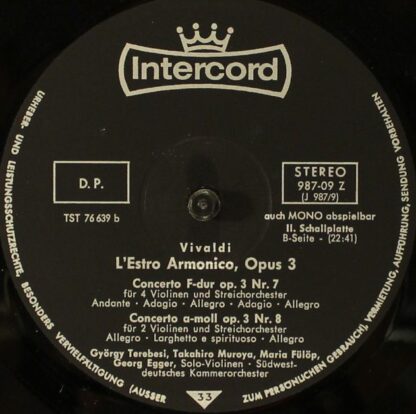 Intercord
D. P.
TST 76 639 b
STEREO
987-09 Z
(J 987/9)
auch MONO abspielbar
II. Schallplatte
B-Seite - (22:41)
Vivaldi
L'Estro Armonico, Opus 3
Concerto F-dur op. 3 Nr. 7
für 4 Violinen und Streichorchester
Andante · Adagio · Allegro · Adagio · Allegro
Concerto a-moll op. 3 Nr. 8
für 2 Violinen und Streichorchester
Allegro · Larghetto e spirituoso · Allegro
György Terebesi, Takahiro Muroya, Maria Fülöp,
Georg Egger, Solo-Violinen · Südwest-
deutsches Kammerorchester
33
URHEBER- UND LEISTUNGSSCHUTZRECHTE, BESONDERS VERVIELFÄLTIGUNG (AUSSER ZUM PERSÖNLICHEN GEBRAUCH), VERMIETUNG, AUFFÜHRUNG, SENDUNG VORBEHALTEN